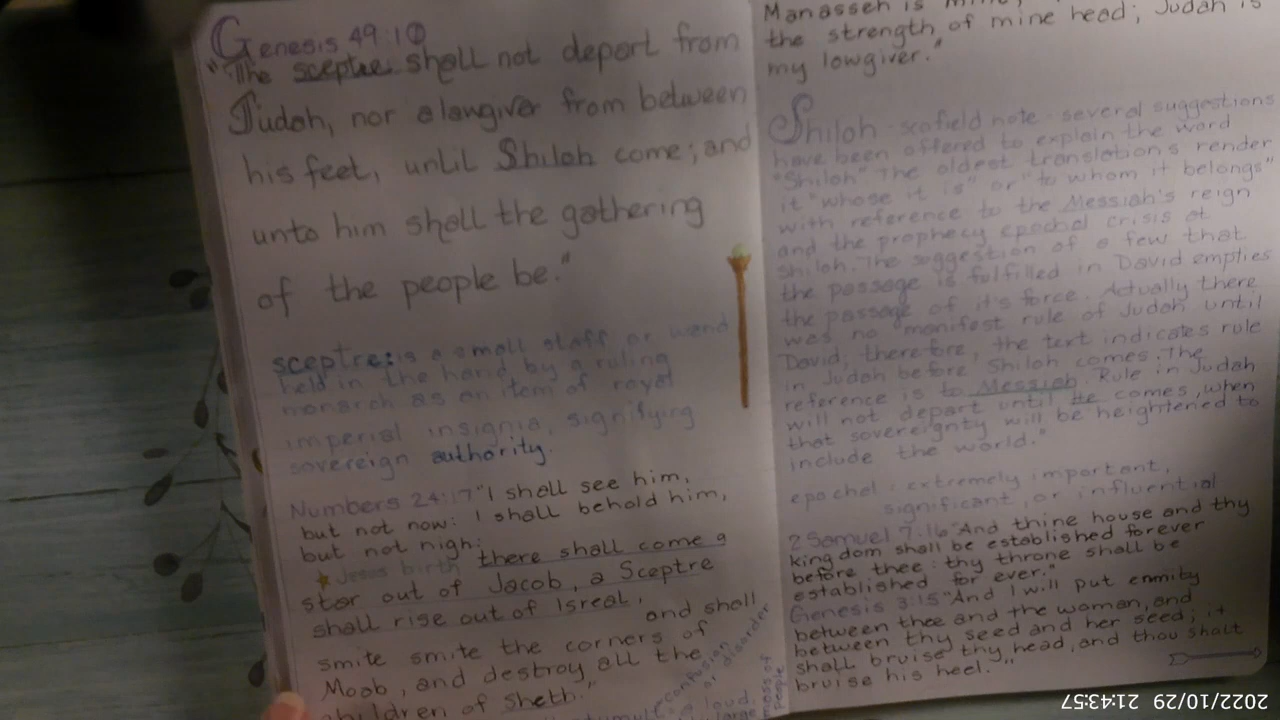 Genesis 49:10
"The sceptre shall not depart from
Judah, nor a lawgiver from between
his feet, until Shiloh come; and
unto him shall the gathering
of the people be."
sceptre: is a small staff or wand
held in the hand by a ruling
monarch as an item of royal
imperial insignia, signifying
sovereign authority.
Numbers 24:17 "I shall see him,
but not now: I shall behold him,
but not nigh: there shall come a
Jesus birth
star out of Jacob, a Sceptre
shall rise out of Isreal,
and shall
smite smite the corners of
Moab, and destroy all the
children of Sheth."
confusion
or disorder
loud
mass of
people
Manasseh is mine;
the strength of mine head; Judah is
my lawgiver."
Shiloh - scofield note - several suggestions
have been offered to explain the word
"Shiloh" The oldest translations render
it "whose it is" or "to whom it belongs"
with reference to the Messiah's reign
and the prophecy epochal crisis at
Shiloh. The suggestion of a few that
the passage is fulfilled in David empties
the passage of it's force. Actually there
was no manifest rule of Judah until
David; therefore, the text indicates rule
in Judah before Shiloh comes. The
reference is to Messiah. Rule in Judah
will not depart until He comes, when
that sovereignty will be heightened to
include the world."
epochel: extremely important,
significant, or influential
2 Samuel 7:16 "And thine house and thy
kingdom shall be established forever
before thee: thy throne shall be
established for ever."
Genesis 3:15 "And I will put enmity
between thee and the woman, and
between thy seed and her seed; it
shall bruise thy head, and thou shalt
bruise his heel."
2022/10/29 21:43:57